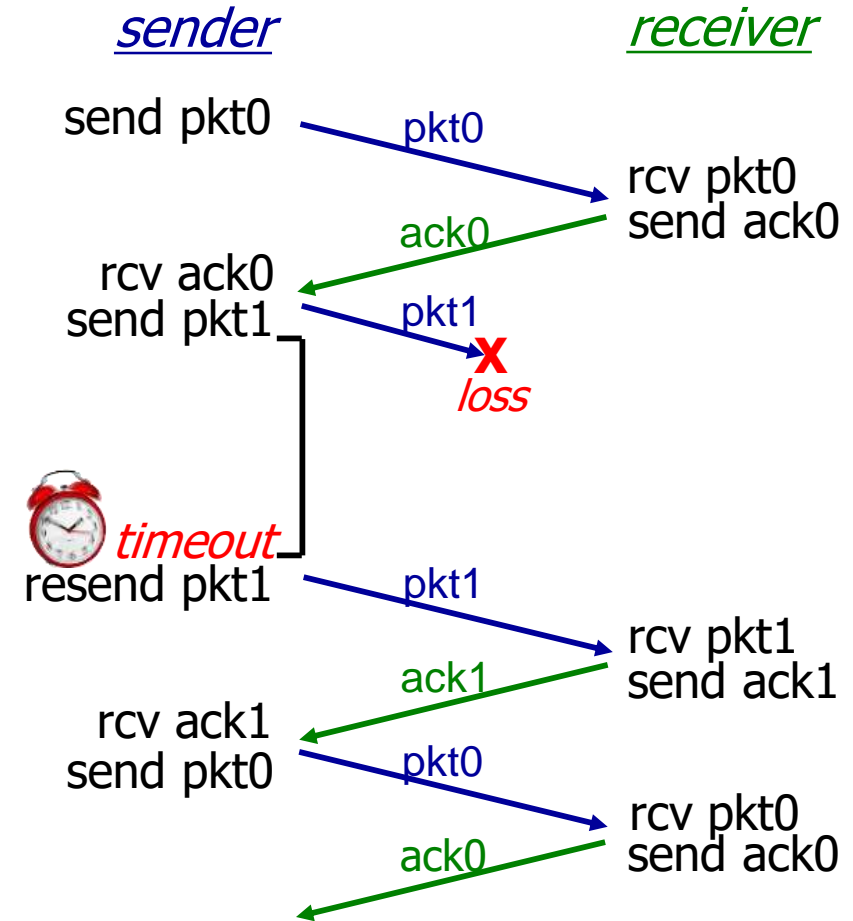 sender
receiver
send pkt0
pkt0
rcv pkt0
send ack0
ack0
rcv ack0
send pkt1
pkt1
X
loss
timeout
resend pkt1
pkt1
rcv pkt1
send ack1
ack1
rcv ack1
send pkt0
pkt0
rcv pkt0
send ack0
ack0